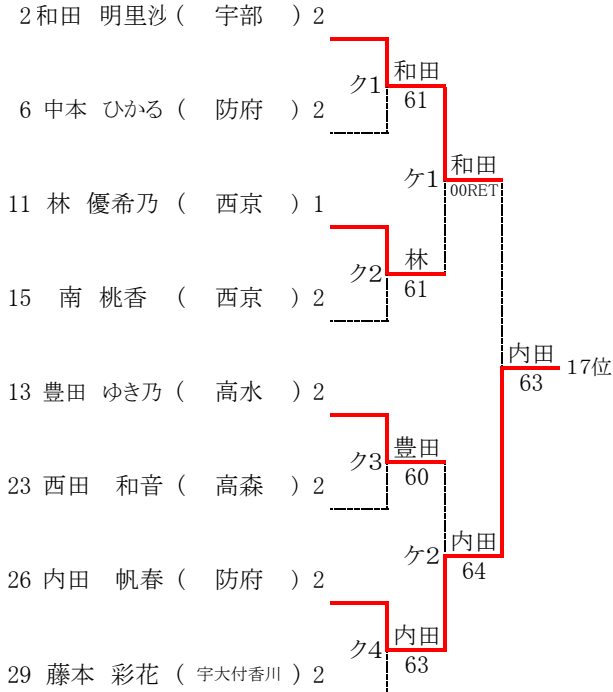 2 和田 明里沙 ( 宇部 ) 2
和田
ク1
61
6 中本 ひかる ( 防府 ) 2
和田
ケ1
00RET
11 林 優希乃 ( 西京 ) 1
林
ク2
61
15 南 桃香 ( 西京 ) 2
内田
17位
63
13 豊田 ゆき乃 ( 高水 ) 2
豊田
ク3
60
23 西田 和音 ( 高森 ) 2
内田
ケ2
64
26 内田 帆春 ( 防府 ) 2
内田
ク4
63
29 藤本 彩花 ( 宇大付香川 ) 2